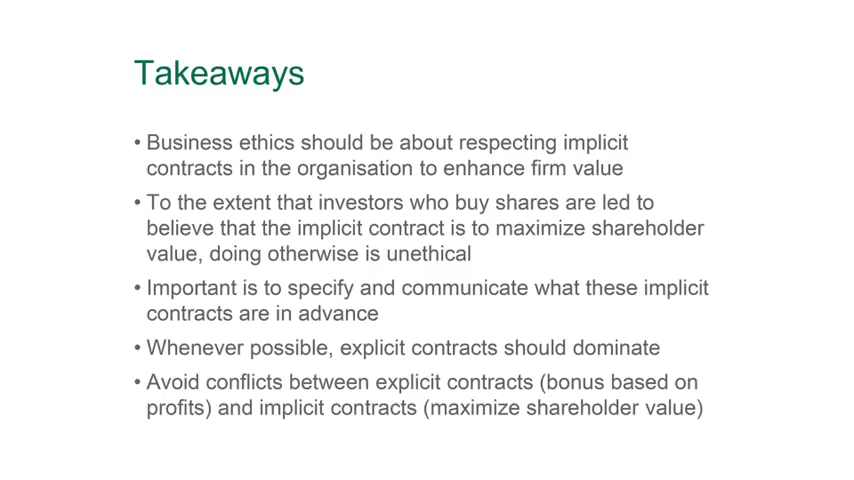 Takeaways
• Business ethics should be about respecting implicit
contracts in the organisation to enhance firm value
• To the extent that investors who buy shares are led to
believe that the implicit contract is to maximize shareholder
value, doing otherwise is unethical
• Important is to specify and communicate what these implicit
contracts are in advance
• Whenever possible, explicit contracts should dominate
• Avoid conflicts between explicit contracts (bonus based on
profits) and implicit contracts (maximize shareholder value)